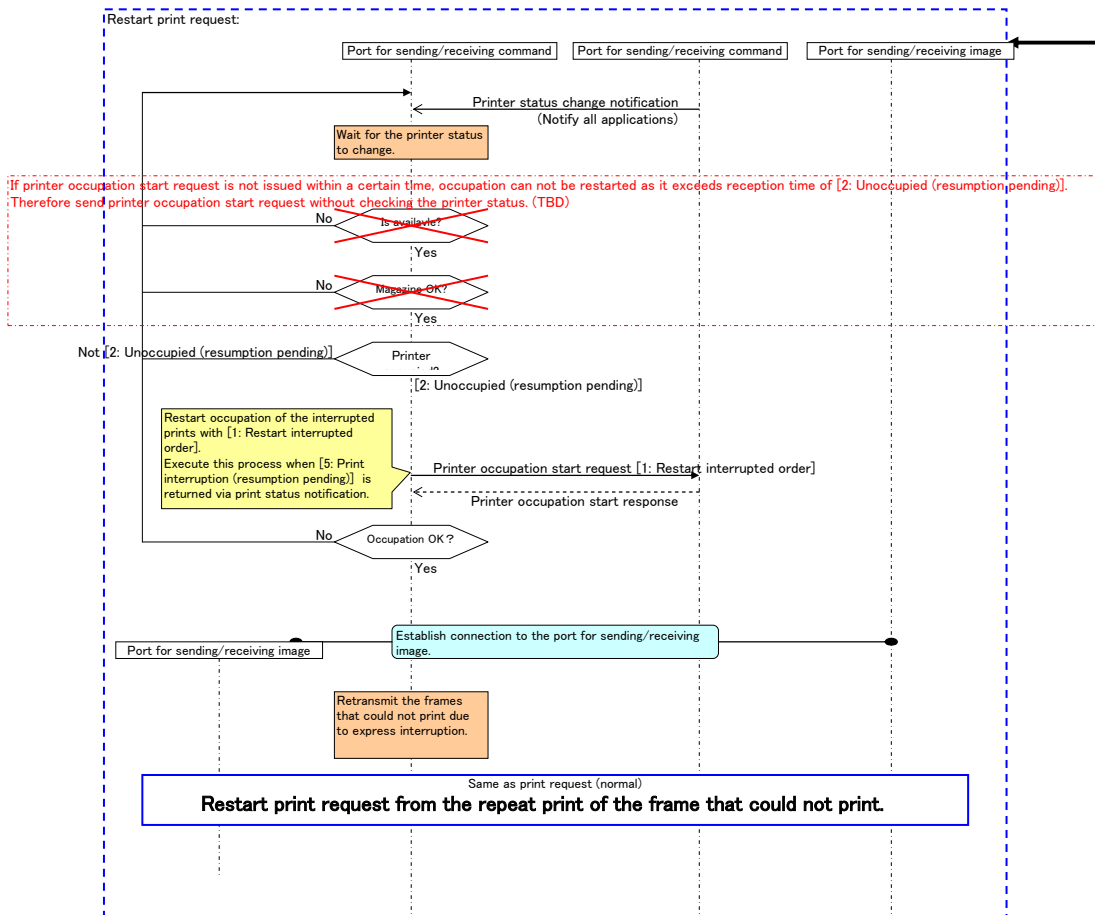 Restart print request:
Port for sending/receiving command
Port for sending/receiving command
Port for sending/receiving image
Printer status change notification
(Notify all applications)
Wait for the printer status
to change.
If printer occupation start request is not issued within a certain time, occupation can not be restarted as it exceeds reception time of [2: Unoccupied (resumption pending)].
Therefore send printer occupation start request without checking the printer status. (TBD)
No
Is availavle?
Yes
No
Magazine OK?
Yes
Not [2: Unoccupied (resumption pending)]
Printer
[2: Unoccupied (resumption pending)]
Restart occupation of the interrupted
prints with [1: Restart interrupted
order].
Execute this process when [5: Print
interruption (resumption pending)] is
returned via print status notification.
Printer occupation start request [1: Restart interrupted order]
Printer occupation start response
No
Occupation OK?
Yes
Establish connection to the port for sending/receiving
image.
Port for sending/receiving image
Retransmit the frames
that could not print due
to express interruption.
Same as print request (normal)
Restart print request from the repeat print of the frame that could not print.